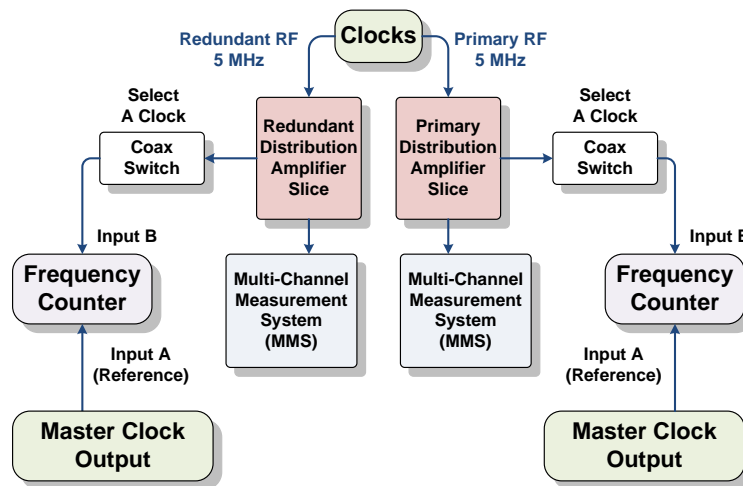 Clocks
Redundant RF
5 MHz
Primary RF
5 MHz
Select
A Clock
Coax
Switch
Redundant
Distribution
Amplifier
Slice
Primary
Distribution
Amplifier
Slice
Select
A Clock
Coax
Switch
Input B
Frequency
Counter
Multi-Channel
Measurement
System
(MMS)
Multi-Channel
Measurement
System
(MMS)
Input
Frequency
Counter
Input A
(Reference)
Input A
(Reference)
Master Clock
Output
Master Clock
Output